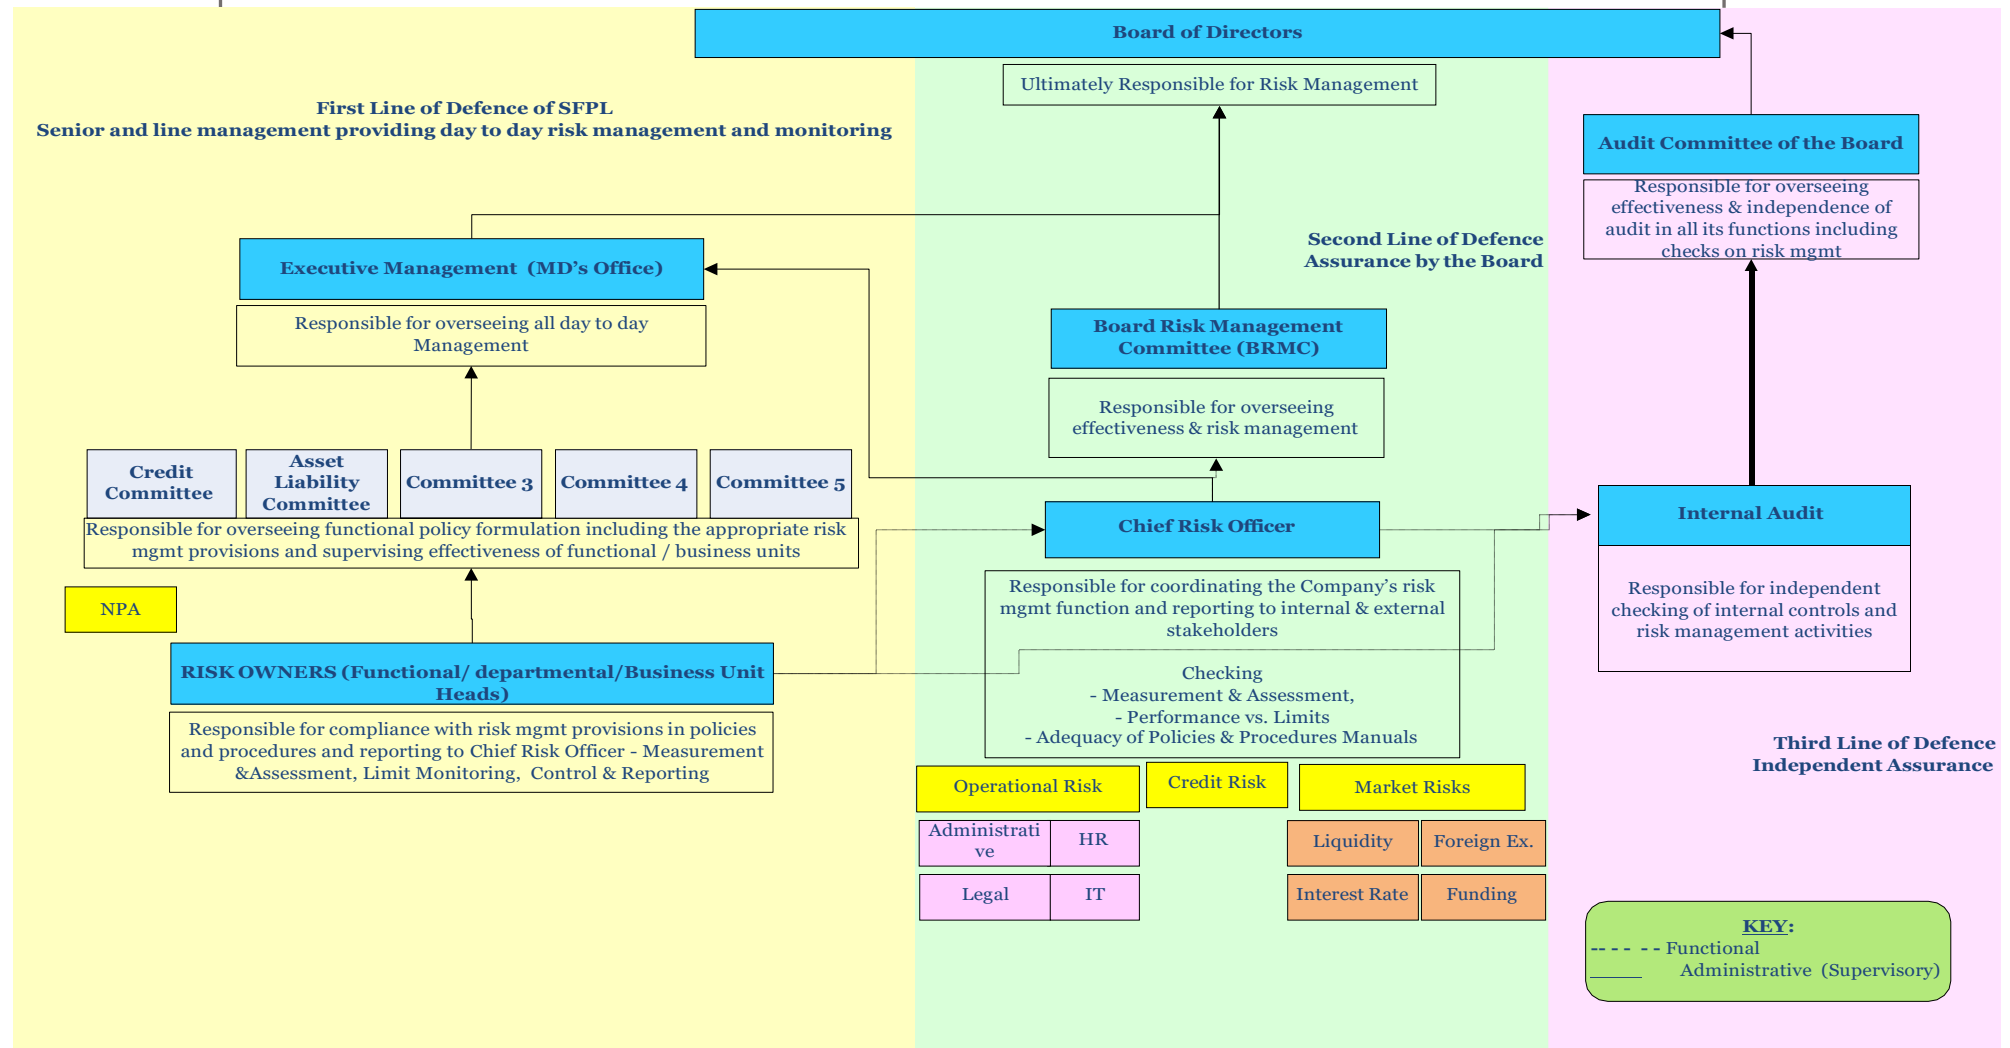 Board of Directors
Ultimately Responsible for Risk Management
First Line of Defence of SFPL
Senior and line management providing day to day risk management and monitoring
Audit Committee of the Board
Responsible for overseeing
effectiveness & independence of
audit in all its functions including
checks on risk mgmt
Second Line of Defence
Assurance by the Board
Executive Management (MD's Office)
Responsible for overseeing all day to day
Management
Board Risk Management
Committee (BRMC)
Responsible for overseeing
effectiveness & risk management
Credit
Committee
Asset
Liability
Committee
Committee 3
Committee 4
Committee 5
Responsible for overseeing functional policy formulation including the appropriate risk
mgmt provisions and supervising effectiveness of functional / business units
Chief Risk Officer
Internal Audit
Responsible for independent
checking of internal controls and
risk management activities
NPA
Responsible for coordinating the Company's risk
mgmt function and reporting to internal & external
stakeholders
Checking
- Measurement & Assessment,
- Performance vs. Limits
- Adequacy of Policies & Procedures Manuals
RISK OWNERS (Functional/ departmental/Business Unit
Heads)
Responsible for compliance with risk mgmt provisions in policies
and procedures and reporting to Chief Risk Officer - Measurement
&Assessment, Limit Monitoring, Control & Reporting
Third Line of Defence
Independent Assurance
Operational Risk
Credit Risk
Market Risks
Administrati
ve
HR
Legal
IT
Liquidity
Foreign Ex.
Interest Rate
Funding
KEY:
-- - - - - Functional
______ Administrative (Supervisory)